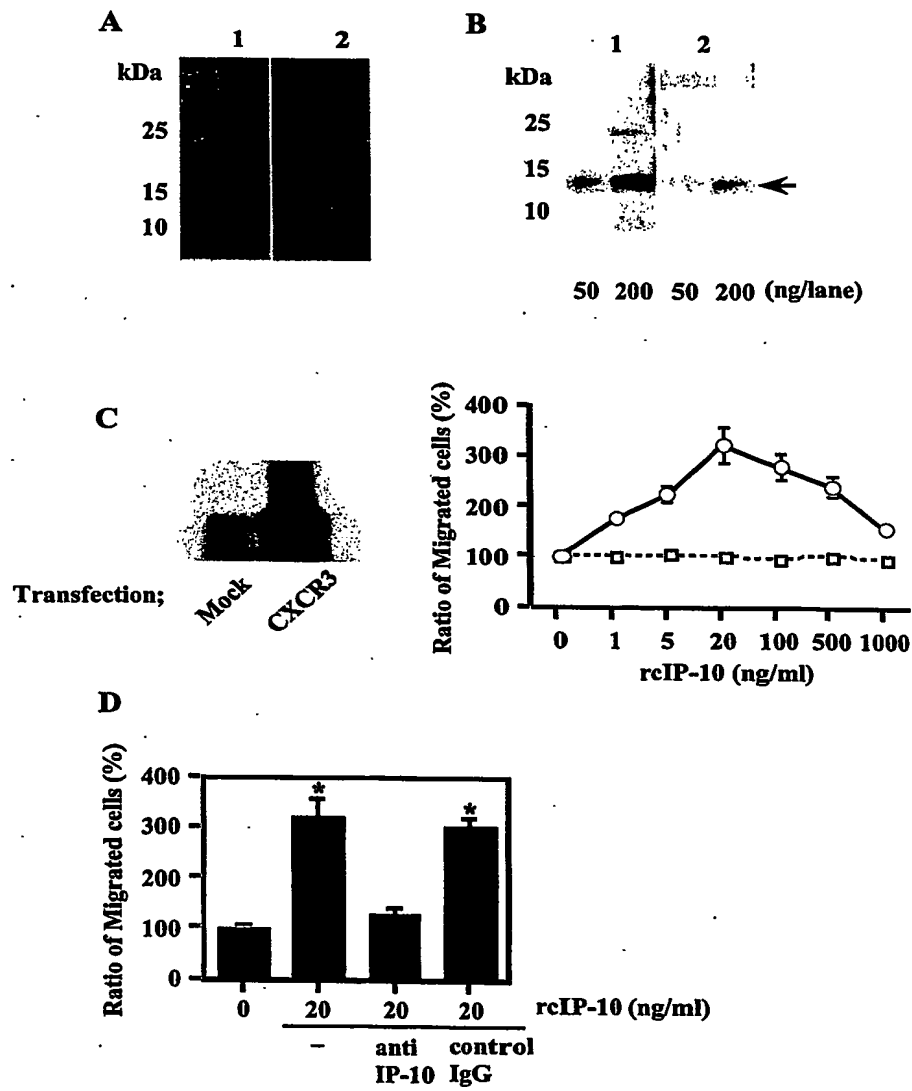 A
1 2
kDa
25
15
10
B
1 2
kDa
25
15
10
50 200 50 200 (ng/lane)
C
Transfection;
Mock
CXCR3
Ratio of Migrated cells (%)
400
300
200
100
0
0 1 5 20 100 500 1000
rcIP-10 (ng/ml)
D
Ratio of Migrated cells (%)
400
300
200
100
0
* *
0 20 20 20 rcIP-10 (ng/ml)
– anti control
IP-10 IgG